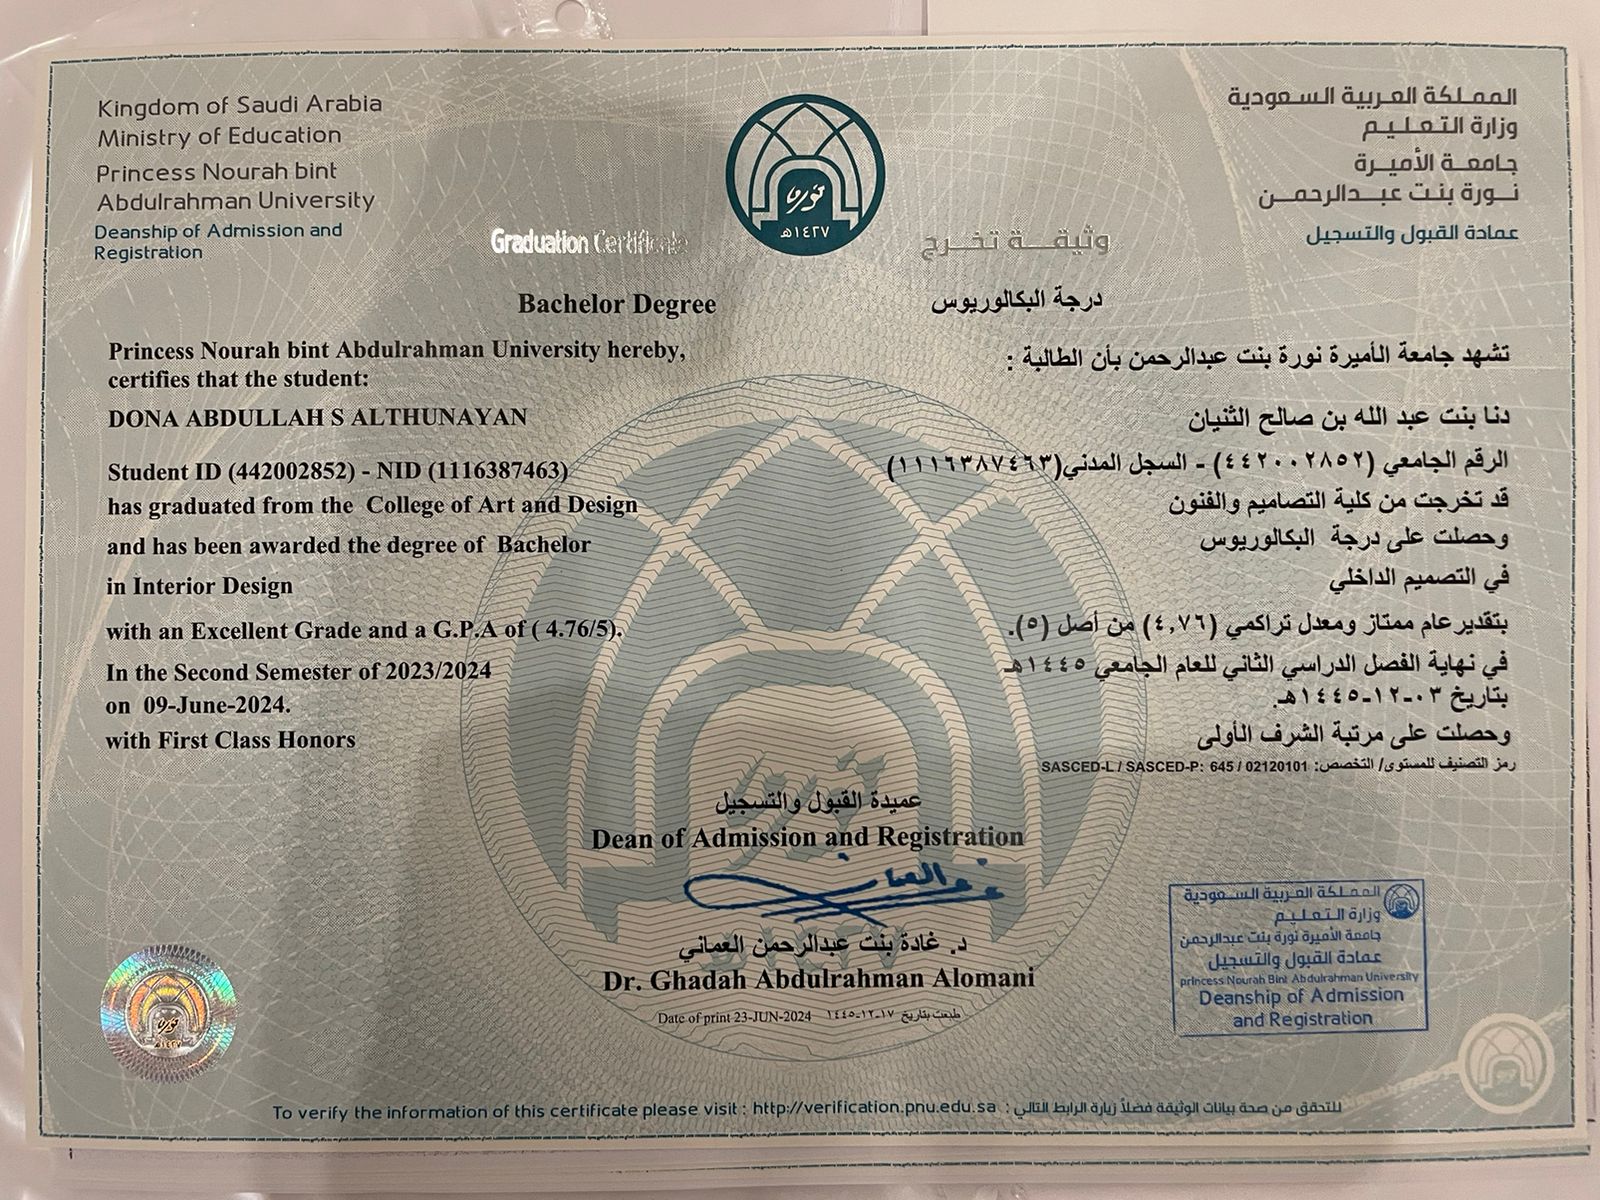 Kingdom of Saudi Arabia
Ministry of Education
Princess Nourah bint
Abdulrahman University
Deanship of Admission and
Registration
المملكة العربية السعودية
وزارة التعليم
جامعة الأميرة
نورة بنت عبدالرحمن
عمادة القبول والتسجيل
نورة
١٤٢٧هـ
Graduation Certificate
وثيقة تخرج
Bachelor Degree
درجة البكالوريوس
Princess Nourah bint Abdulrahman University hereby,
certifies that the student:
DONA ABDULLAH S ALTHUNAYAN
Student ID (442002852) - NID (1116387463)
has graduated from the College of Art and Design
and has been awarded the degree of Bachelor
in Interior Design
with an Excellent Grade and a G.P.A of ( 4.76/5).
In the Second Semester of 2023/2024
on 09-June-2024.
with First Class Honors
تشهد جامعة الأميرة نورة بنت عبدالرحمن بأن الطالبة :
دنا بنت عبد الله بن صالح الثنيان
الرقم الجامعي (٤٤٢٠٠٢٨٥٢) - السجل المدني(١١١٦٣٨٧٤٦٣)
قد تخرجت من كلية التصاميم والفنون
وحصلت على درجة البكالوريوس
في التصميم الداخلي
بتقدير عام ممتاز ومعدل تراكمي (٤,٧٦) من أصل (٥).
في نهاية الفصل الدراسي الثاني للعام الجامعي ١٤٤٥هـ
بتاريخ ٠٣-١٢-١٤٤٥هـ.
وحصلت على مرتبة الشرف الأولى
رمز التصنيف للمستوى/ التخصص: SASCED-L / SASCED-P: 645 / 02120101
عميدة القبول والتسجيل
Dean of Admission and Registration
د. غادة بنت عبدالرحمن العماني
Dr. Ghadah Abdulrahman Alomani
Date of print 23-JUN-2024 طبعت بتاريخ ١٧-١٢-١٤٤٥
المملكة العربية السعودية
وزارة التعليم
جامعة الأميرة نورة بنت عبدالرحمن
عمادة القبول والتسجيل
princess Nourah Bint Abdulrahman University
Deanship of Admission
and Registration
To verify the information of this certificate please visit : http://verification.pnu.edu.sa : للتحقق من صحة بيانات الوثيقة فضلاً زيارة الرابط التالي